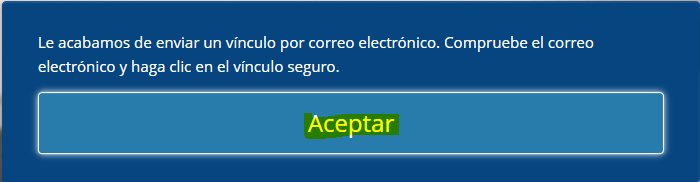 Le acabamos de enviar un vínculo por correo electrónico. Compruebe el correo
electrónico y haga clic en el vínculo seguro.
Aceptar